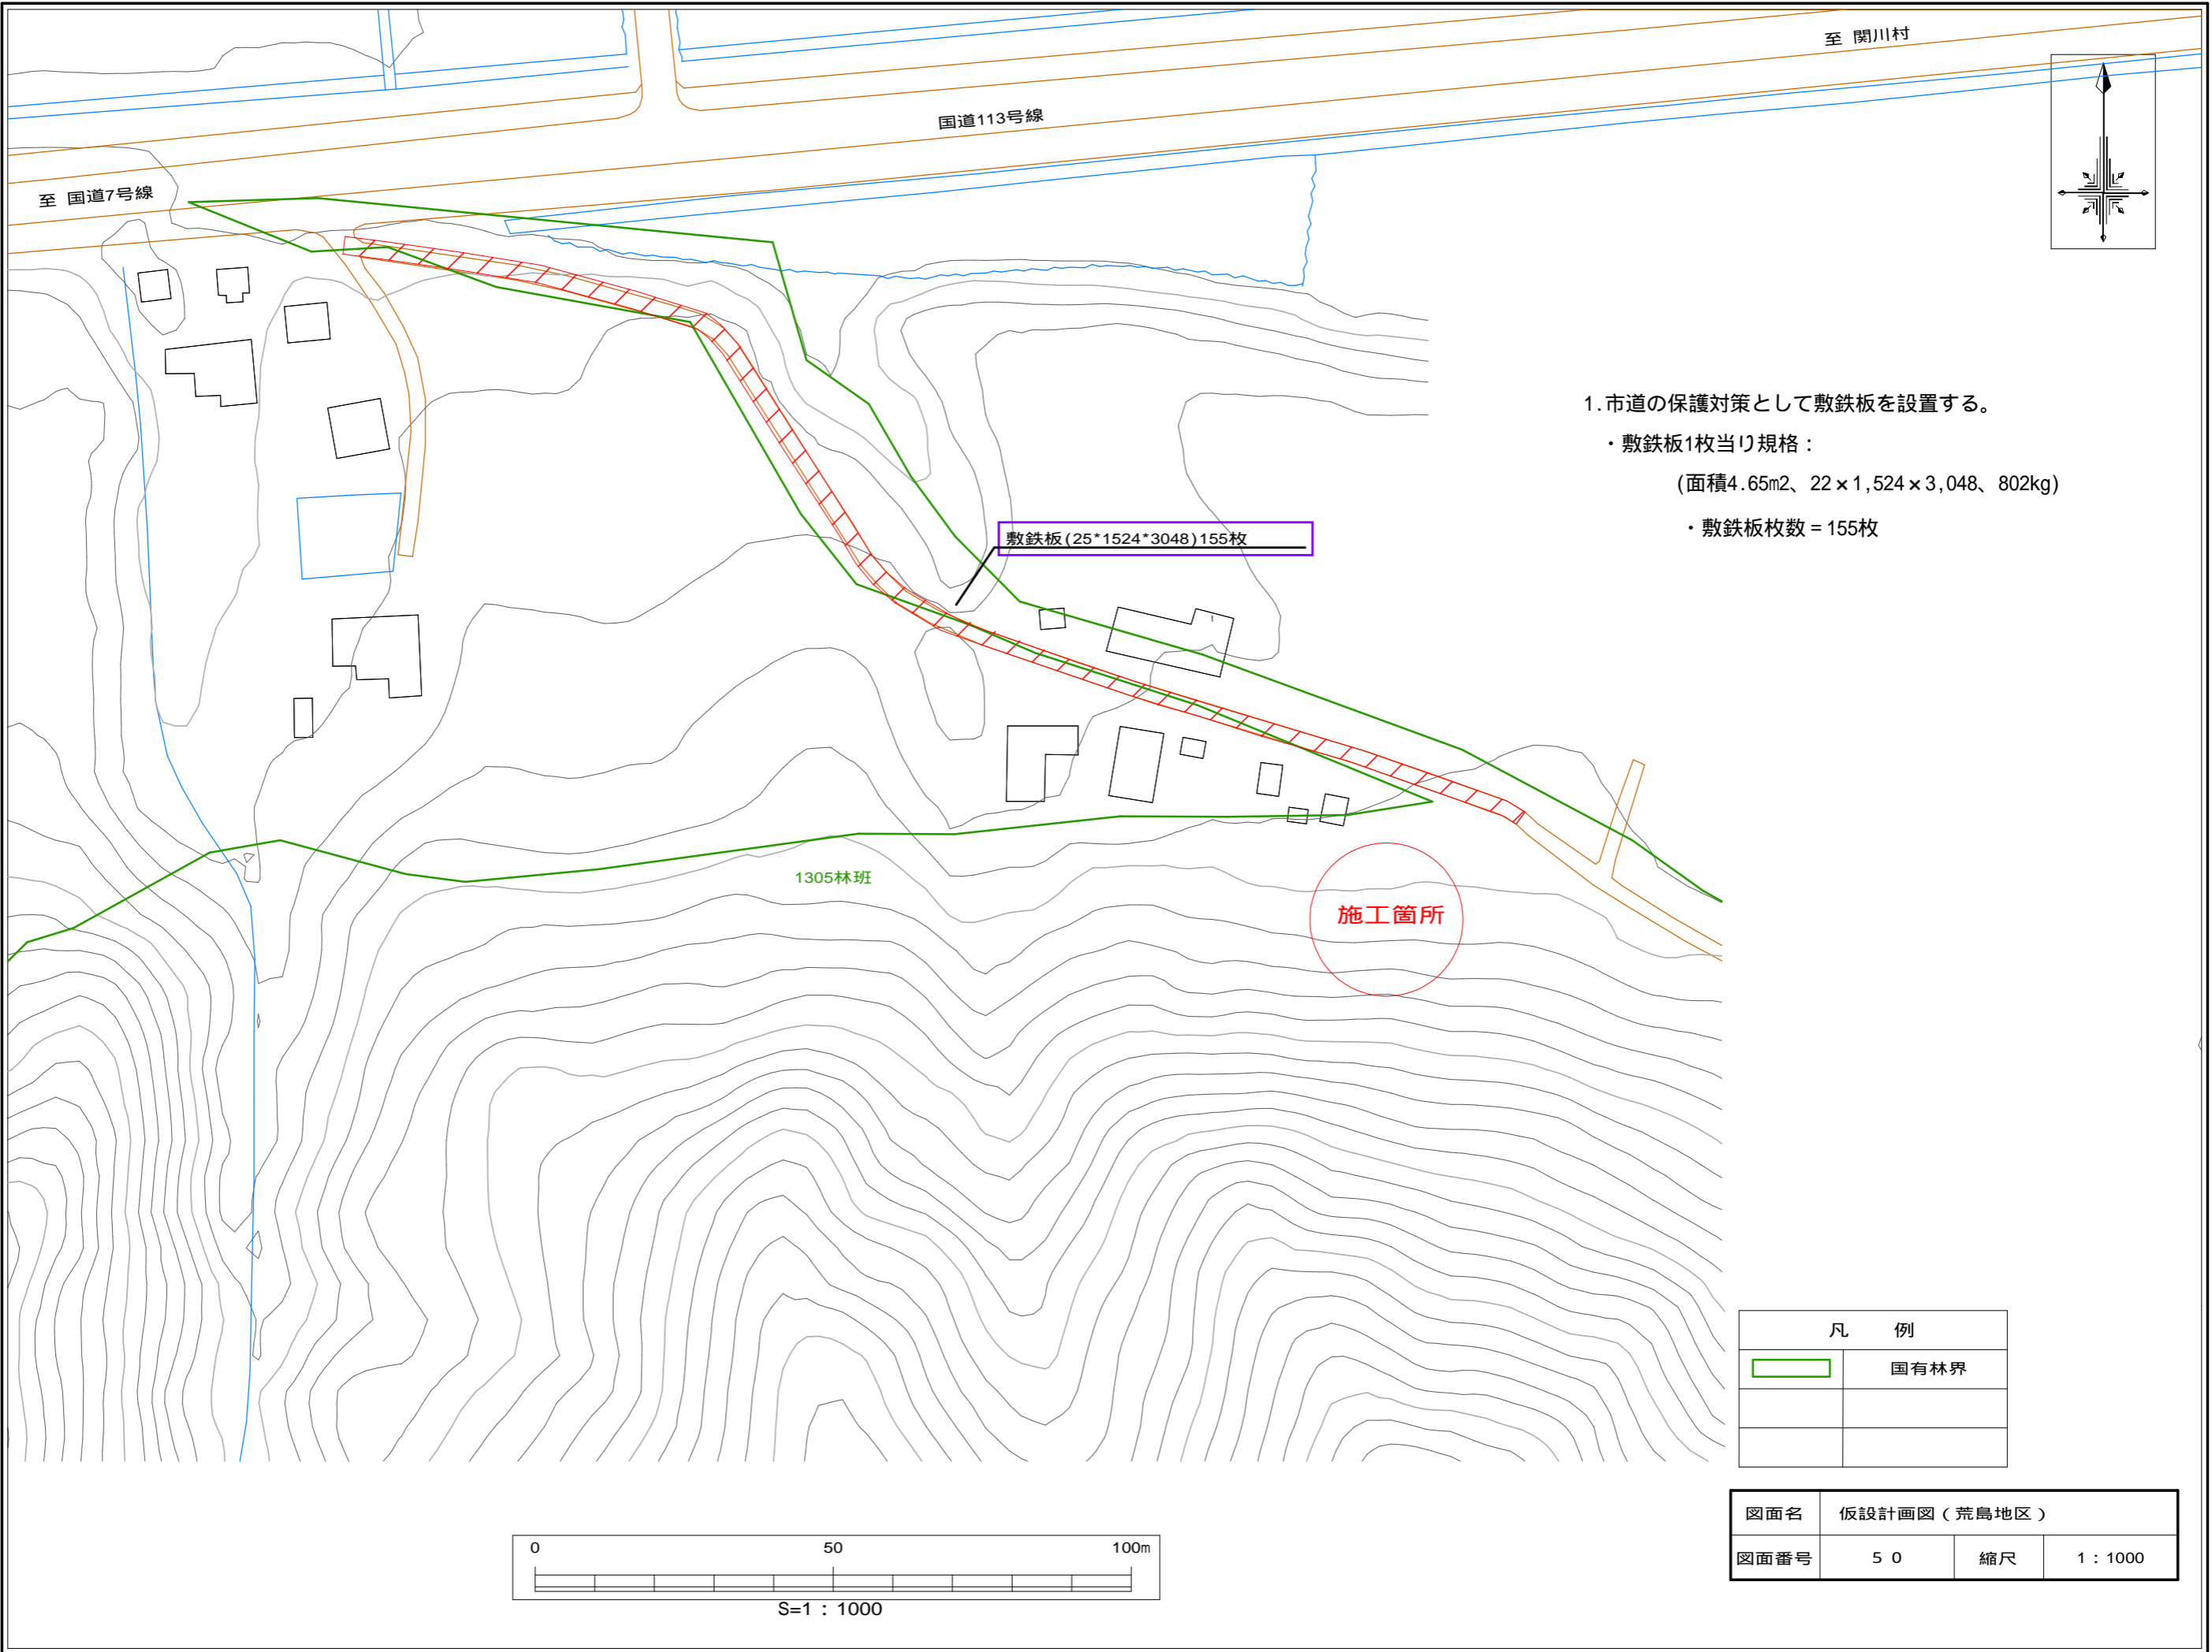 至 関川村
国道113号線
至 国道7号線
1.市道の保護対策として敷鉄板を設置する。
・敷鉄板1枚当り規格：
(面積4.65m2、22×1,524×3,048、802kg)
・敷鉄板枚数＝155枚
敷鉄板(25*1524*3048)155枚
1305林班
施工箇所
凡 例
国有林界
図面名 仮設計画図（荒島地区）
図面番号 50 縮尺 1：1000
0 50 100m
S=1：1000